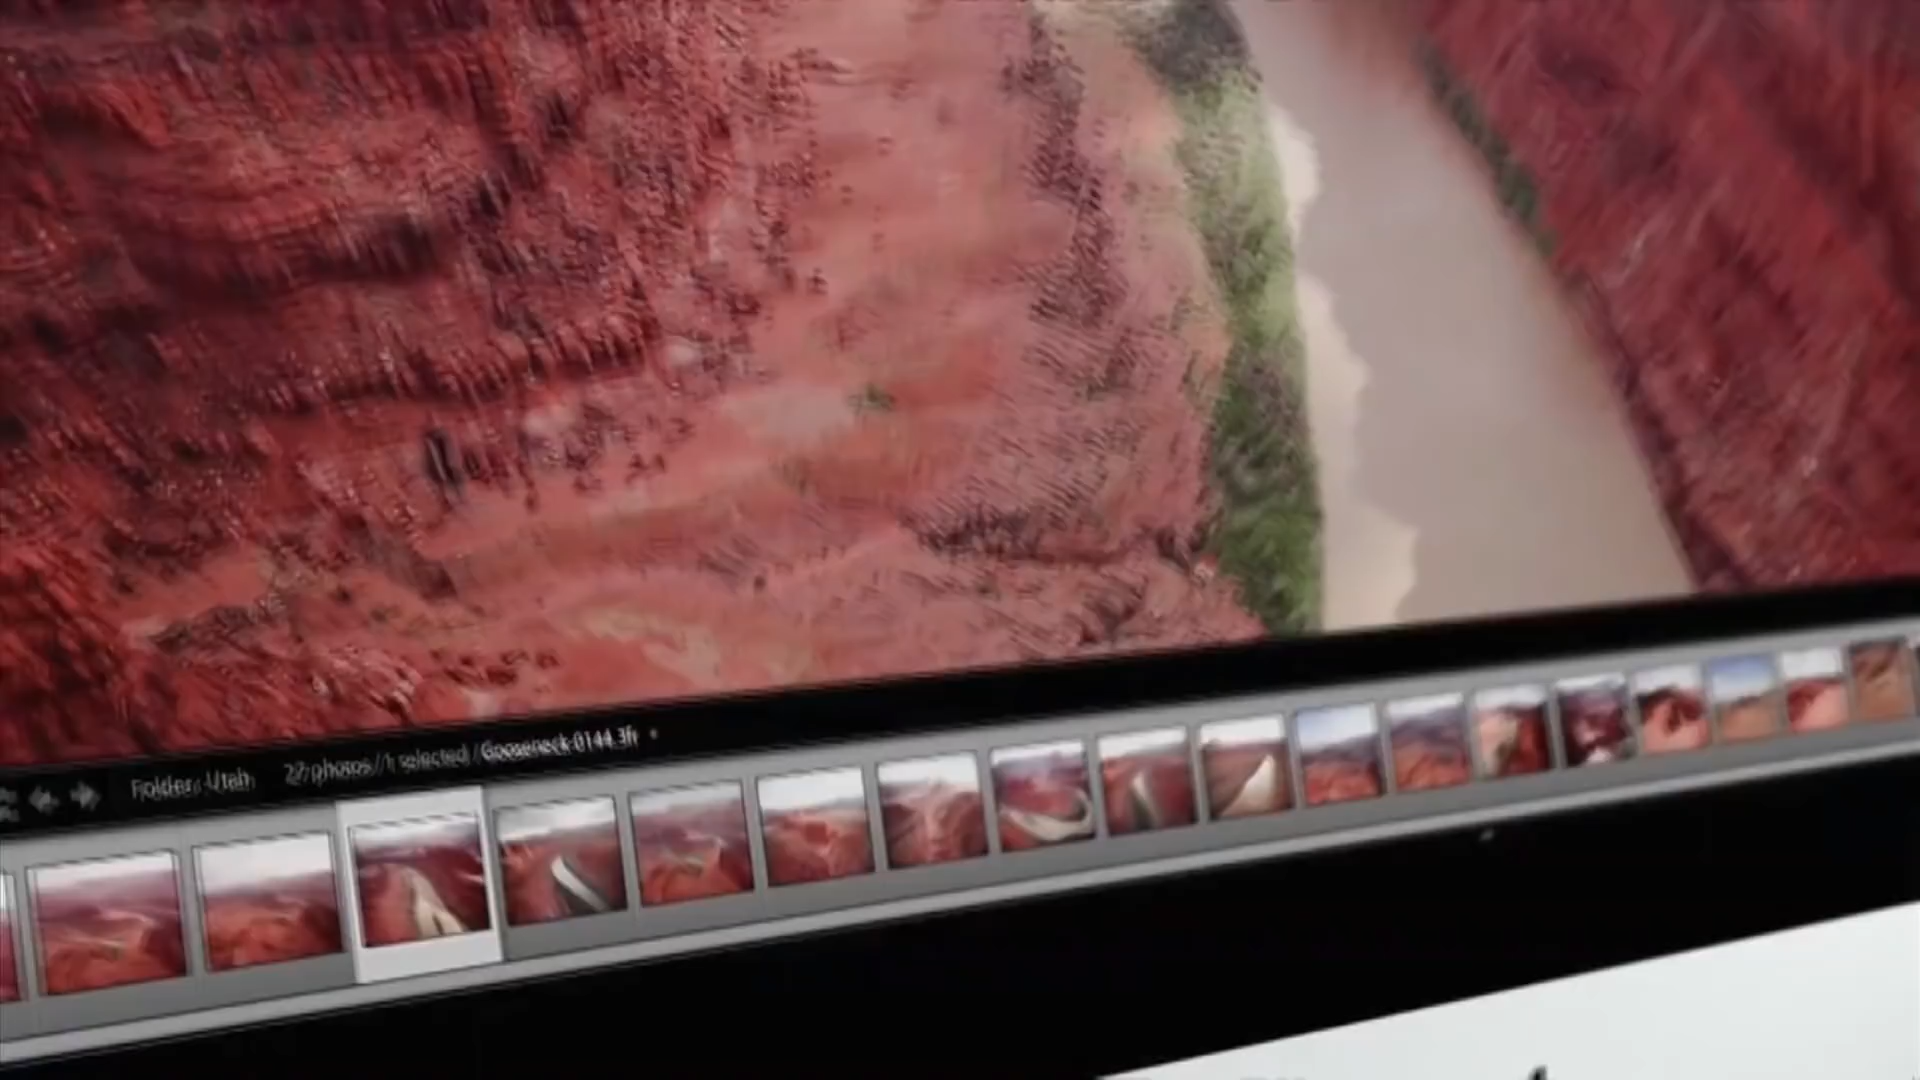 Folder: Utah 27 photos / 1 selected / Gooseneck-0144.3fr